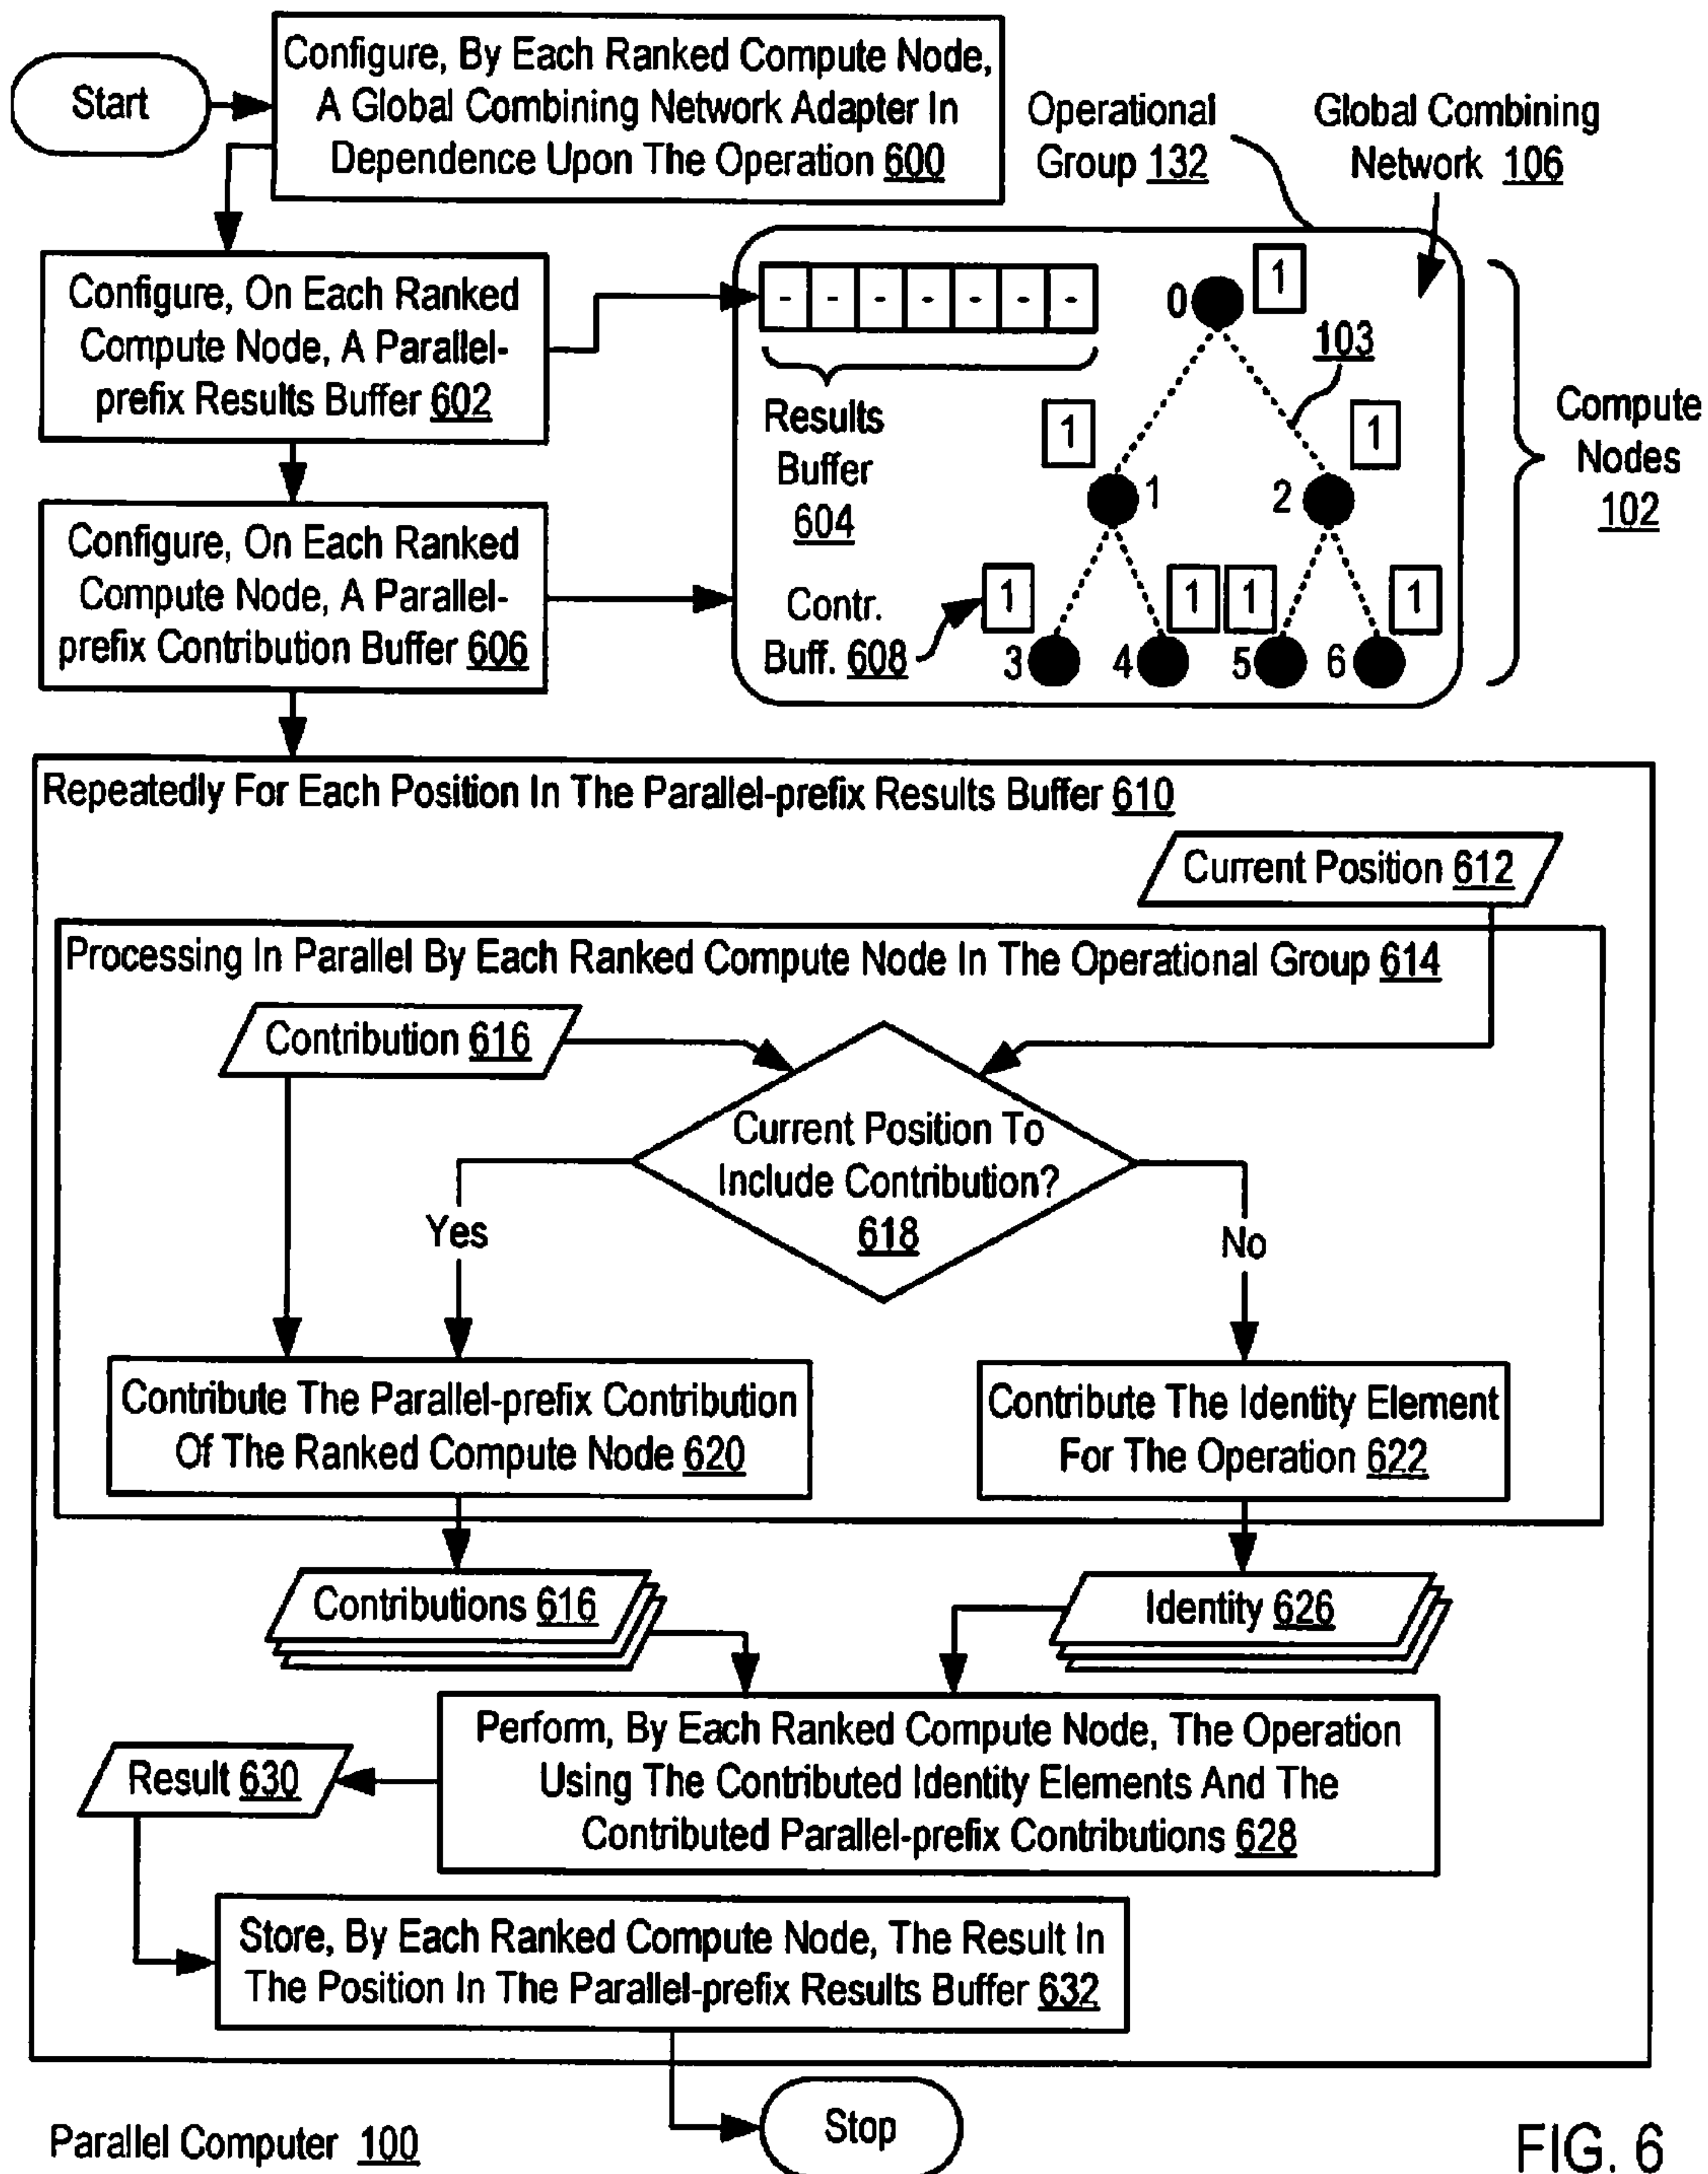 Start
Configure, By Each Ranked Compute Node,
A Global Combining Network Adapter In
Dependence Upon The Operation 600
Operational
Group 132
Global Combining
Network 106
Configure, On Each Ranked
Compute Node, A Parallel-
prefix Results Buffer 602
- - - - - - -
0
1
103
Results
Buffer
604
1
1
1
2
Compute
Nodes
102
Configure, On Each Ranked
Compute Node, A Parallel-
prefix Contribution Buffer 606
Contr.
Buff. 608
1
1
1
1
3
4
5
6
Repeatedly For Each Position In The Parallel-prefix Results Buffer 610
Current Position 612
Processing In Parallel By Each Ranked Compute Node In The Operational Group 614
Contribution 616
Current Position To
Include Contribution?
618
Yes
No
Contribute The Parallel-prefix Contribution
Of The Ranked Compute Node 620
Contribute The Identity Element
For The Operation 622
Contributions 616
Identity 626
Perform, By Each Ranked Compute Node, The Operation
Using The Contributed Identity Elements And The
Contributed Parallel-prefix Contributions 628
Result 630
Store, By Each Ranked Compute Node, The Result In
The Position In The Parallel-prefix Results Buffer 632
Stop
Parallel Computer 100
FIG. 6